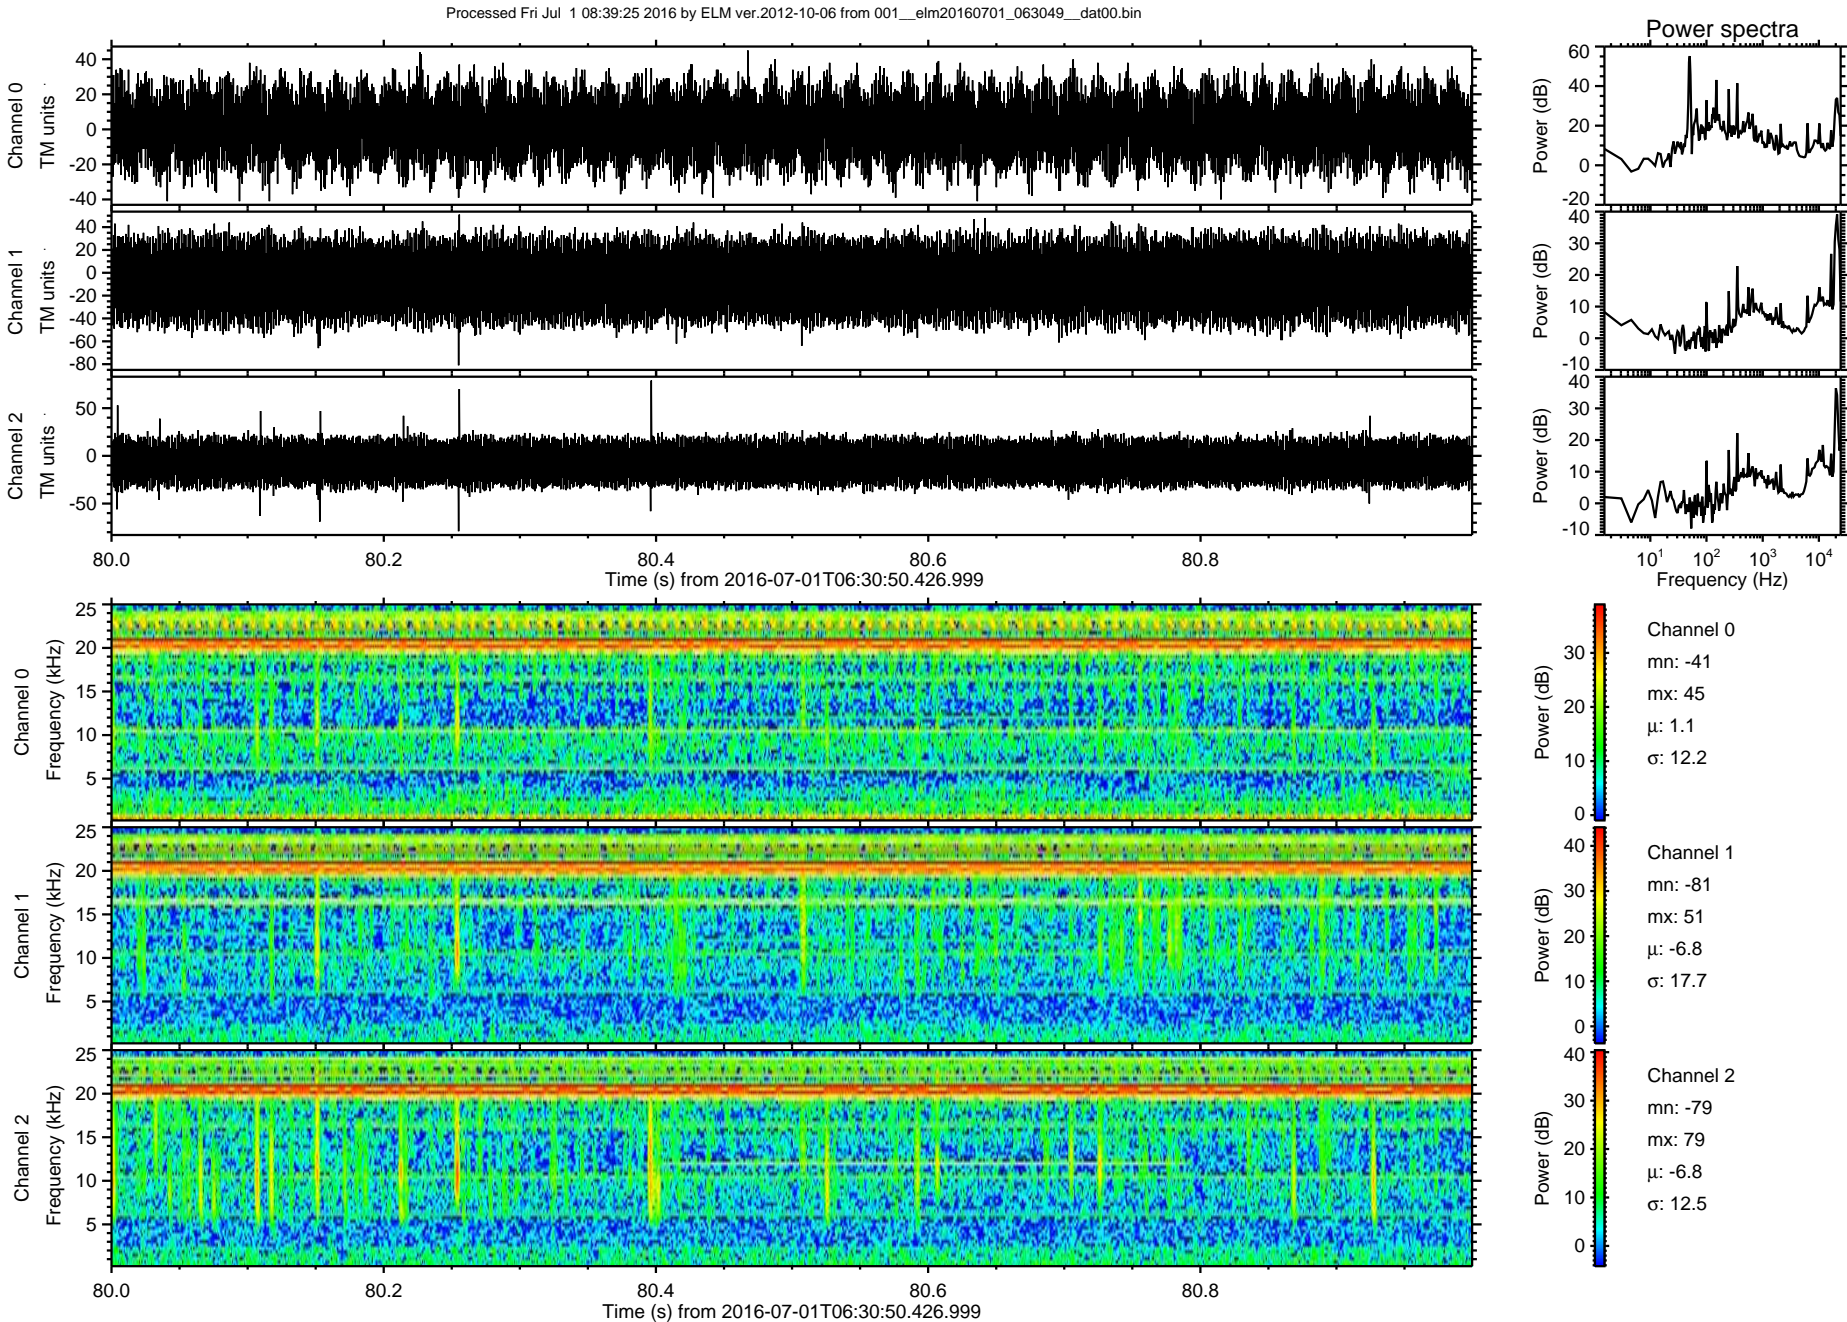 Processed Fri Jul 1 08:39:25 2016 by ELM ver.2012-10-06 from 001__elm20160701_063049__dat00.bin
Power spectra
Channel 0
TM units
40
20
0
-20
-40
Power (dB)
60
40
20
0
-20
Channel 1
TM units
40
20
0
-20
-40
-60
-80
Power (dB)
40
30
20
10
0
-10
Channel 2
TM units
50
0
-50
Power (dB)
40
30
20
10
0
-10
80.0 80.2 80.4 80.6 80.8
Time (s) from 2016-07-01T06:30:50.426.999
10^1 10^2 10^3 10^4
Frequency (Hz)
Channel 0
Frequency (kHz)
25
20
15
10
5
Power (dB)
30
20
10
0
Channel 0
mn: -41
mx: 45
μ: 1.1
σ: 12.2
Channel 1
Frequency (kHz)
25
20
15
10
5
Power (dB)
40
30
20
10
0
Channel 1
mn: -81
mx: 51
μ: -6.8
σ: 17.7
Channel 2
Frequency (kHz)
25
20
15
10
5
Power (dB)
40
30
20
10
0
Channel 2
mn: -79
mx: 79
μ: -6.8
σ: 12.5
80.0 80.2 80.4 80.6 80.8
Time (s) from 2016-07-01T06:30:50.426.999